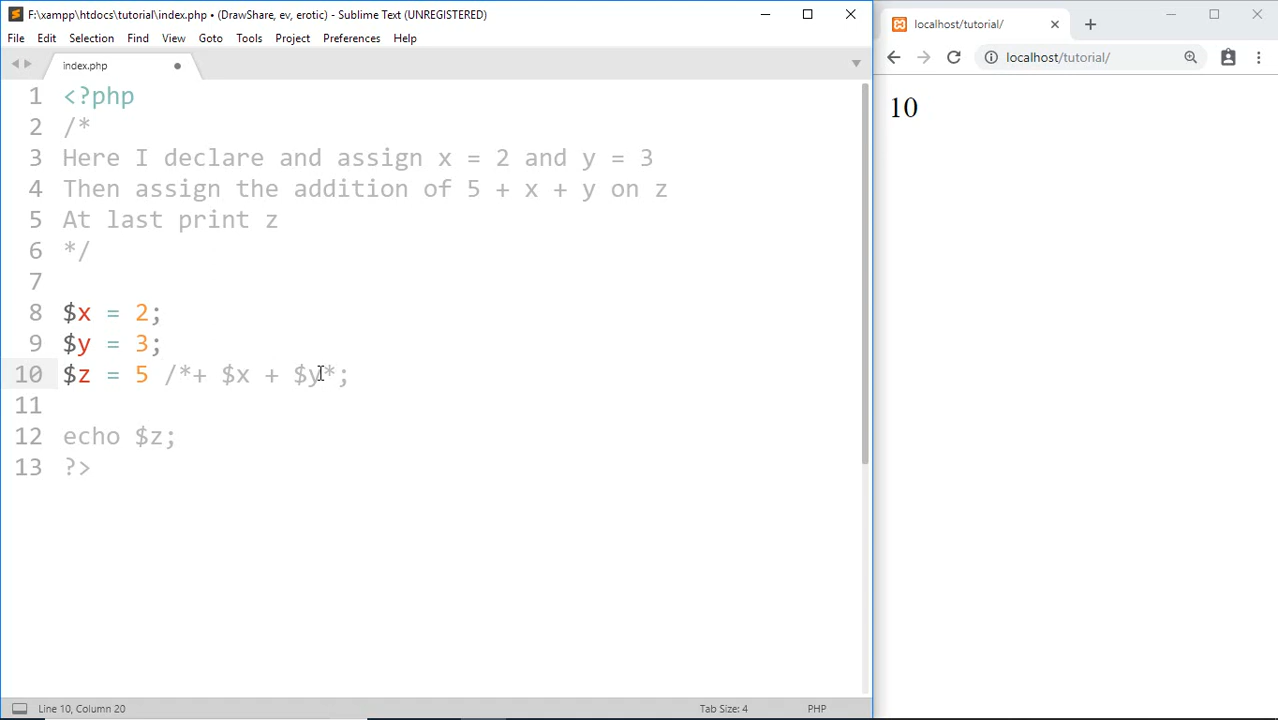 F:\xampp\htdocs\tutorial\index.php • (DrawShare, ev, erotic) - Sublime Text (UNREGISTERED)
File Edit Selection Find View Goto Tools Project Preferences Help
index.php
1 <?php
2 /*
3 Here I declare and assign x = 2 and y = 3
4 Then assign the addition of 5 + x + y on z
5 At last print z
6 */
7
8 $x = 2;
9 $y = 3;
10 $z = 5 /*+ $x + $y*;
11
12 echo $z;
13 ?>
Line 10, Column 20 Tab Size: 4 PHP
localhost/tutorial/
localhost/tutorial/
10